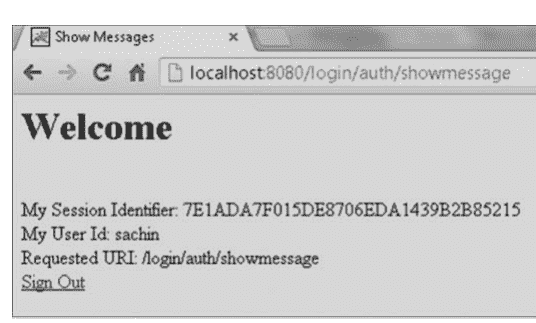 Show Messages
localhost:8080/login/auth/showmessage
Welcome
My Session Identifier: 7E1ADA7F015DE8706EDA1439B2B85215
My User Id: sachin
Requested URI: /login/auth/showmessage
Sign Out